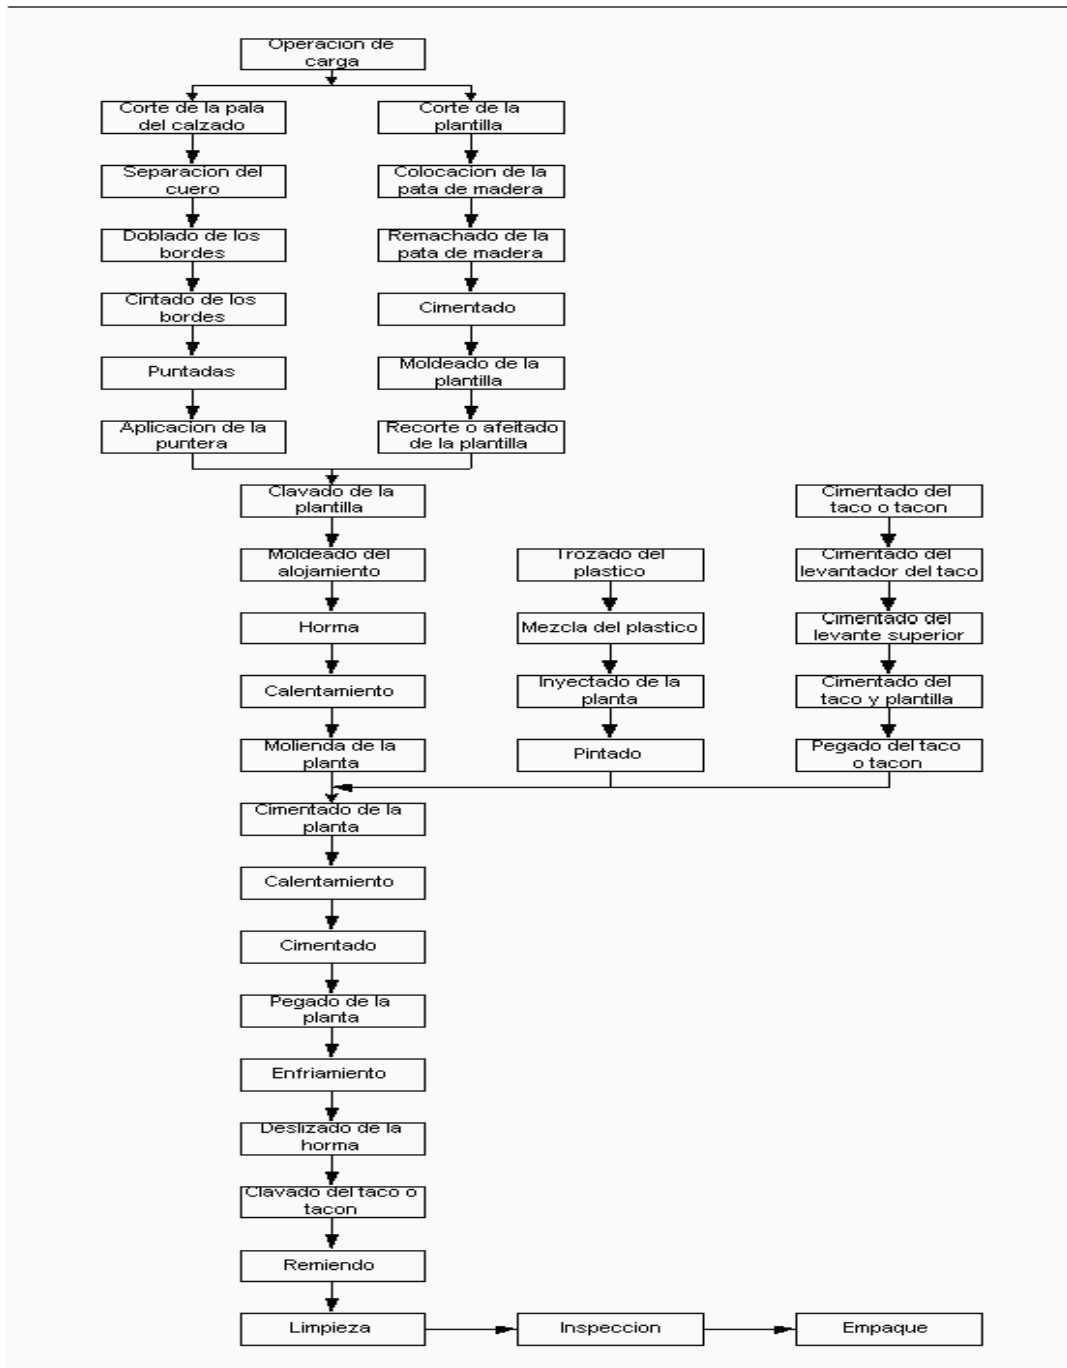 Operacion de
carga
Corte de la pala
del calzado
Corte de la
plantilla
Separacion del
cuero
Colocacion de la
pata de madera
Doblado de los
bordes
Remachado de la
pata de madera
Cintado de los
bordes
Cimentado
Puntadas
Moldeado de la
plantilla
Aplicacion de la
puntera
Recorte o afeitado
de la plantilla
Clavado de la
plantilla
Cimentado del
taco o tacon
Moldeado del
alojamiento
Trozado del
plastico
Cimentado del
levantador del taco
Horma
Mezcla del plastico
Cimentado del
levante superior
Calentamiento
Inyectado de la
planta
Cimentado del
taco y plantilla
Molienda de la
planta
Pintado
Pegado del taco
o tacon
Cimentado de la
planta
Calentamiento
Cimentado
Pegado de la
planta
Enfriamiento
Deslizado de la
horma
Clavado del taco o
tacon
Remiendo
Limpieza
Inspeccion
Empaque